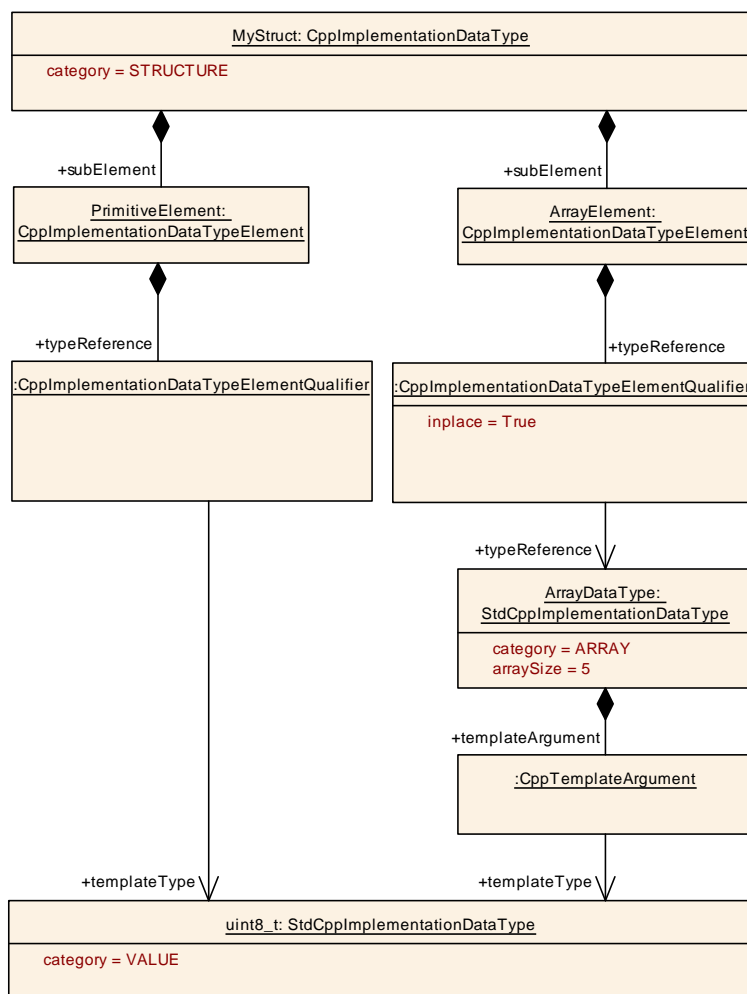 MyStruct: CppImplementationDataType
category = STRUCTURE
+subElement
+subElement
PrimitiveElement:
CppImplementationDataTypeElement
ArrayElement:
CppImplementationDataTypeElement
+typeReference
+typeReference
:CppImplementationDataTypeElementQualifier
:CppImplementationDataTypeElementQualifier
inplace = True
+typeReference
ArrayDataType:
StdCppImplementationDataType
category = ARRAY
arraySize = 5
+templateArgument
:CppTemplateArgument
+templateType
+templateType
uint8_t: StdCppImplementationDataType
category = VALUE